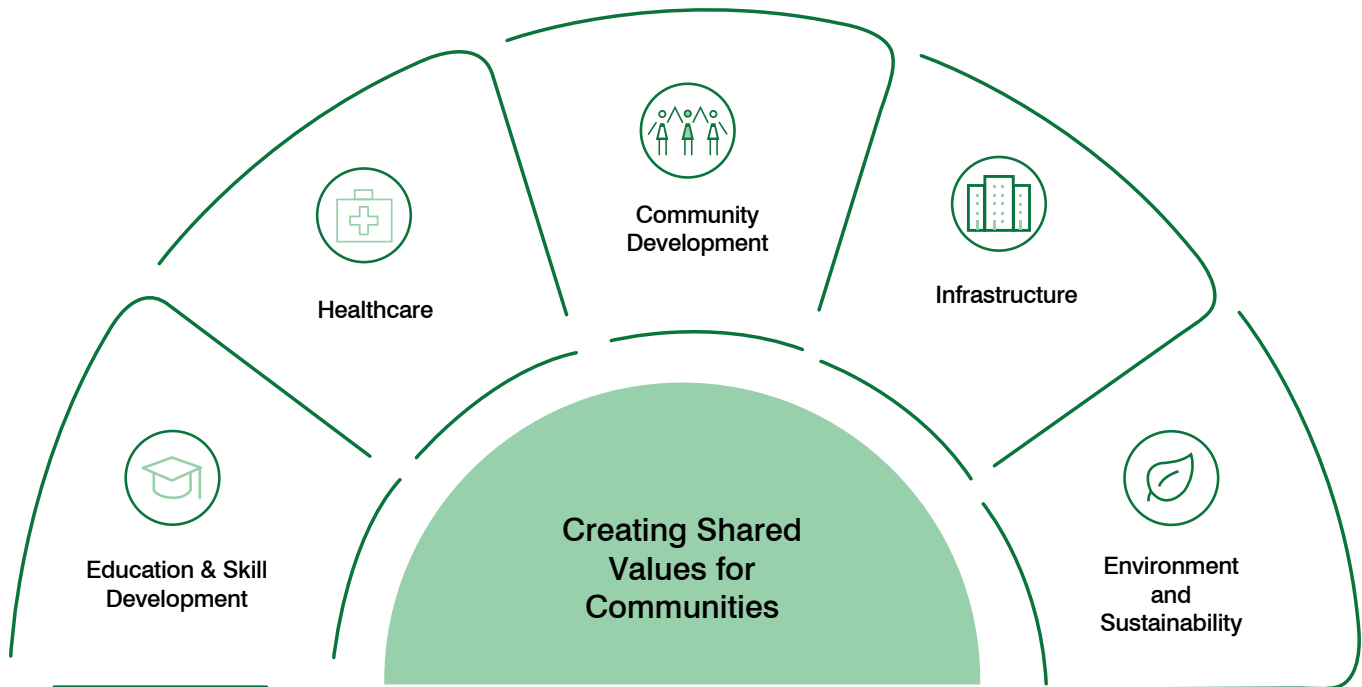 Community
Development
Healthcare
Infrastructure
Education & Skill
Development
Creating Shared
Values for
Communities
Environment
and
Sustainability